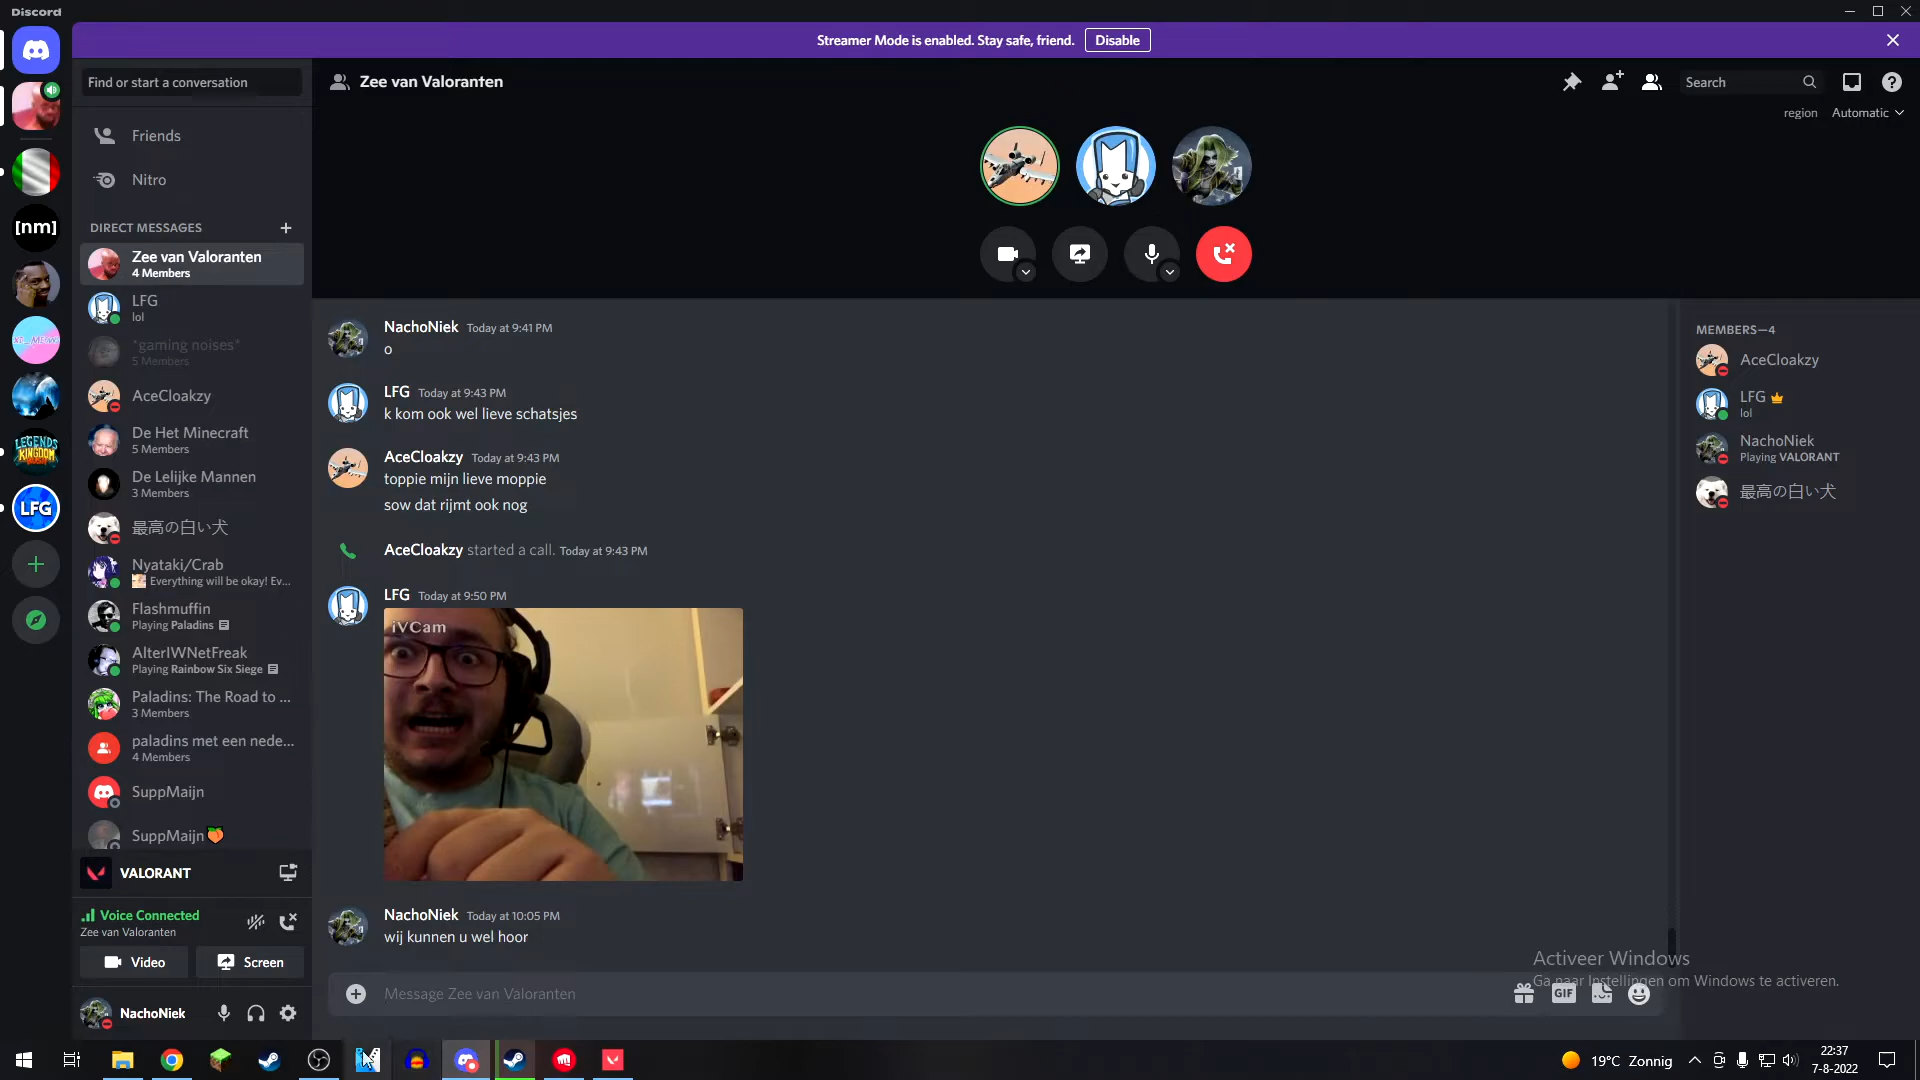 Discord
Streamer Mode is enabled. Stay safe, friend.
Disable
Find or start a conversation
Zee van Valoranten
Search
region
Automatic
Friends
Nitro
DIRECT MESSAGES
Zee van Valoranten
4 Members
LFG
lol
*gaming noises*
5 Members
AceCloakzy
De Het Minecraft
5 Members
De Lelijke Mannen
3 Members
最高の白い犬
Nyataki/Crab
Everything will be okay! Ev...
Flashmuffin
Playing Paladins
AlterIWNetFreak
Playing Rainbow Six Siege
Paladins: The Road to ...
3 Members
paladins met een nede...
4 Members
SuppMaijn
SuppMaijn🍑
VALORANT
Voice Connected
Zee van Valoranten
Video
Screen
NachoNiek
[nm]
LEGENDS
KINGDOM
LFG
NachoNiek Today at 9:41 PM
o
LFG Today at 9:43 PM
k kom ook wel lieve schatsjes
AceCloakzy Today at 9:43 PM
toppie mijn lieve moppie
sow dat rijmt ook nog
AceCloakzy started a call. Today at 9:43 PM
LFG Today at 9:50 PM
iVCam
NachoNiek Today at 10:05 PM
wij kunnen u wel hoor
Message Zee van Valoranten
GIF
MEMBERS—4
AceCloakzy
LFG
lol
NachoNiek
Playing VALORANT
最高の白い犬
Activeer Windows
Ga naar Instellingen om Windows te activeren.
19°C Zonnig
22:37
7-8-2022